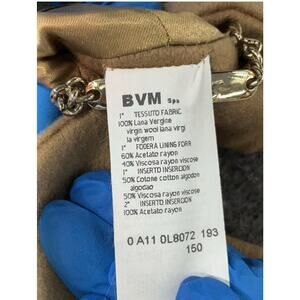 BVM Spa
1° TESSUTO FABRIC
100% Lana Vergine
virgin wool lana virgi
la virgem
1° FODERA LINING FORR
60% Acetato rayon
40% Viscosa rayon viscose
1° INSERTO INSERCION
50% Cotone cotton algodon
algodao
50% Viscosa rayon viscose
2° INSERTO INSERCION
100% Acetato rayon
0 A11 0L8072 193
150